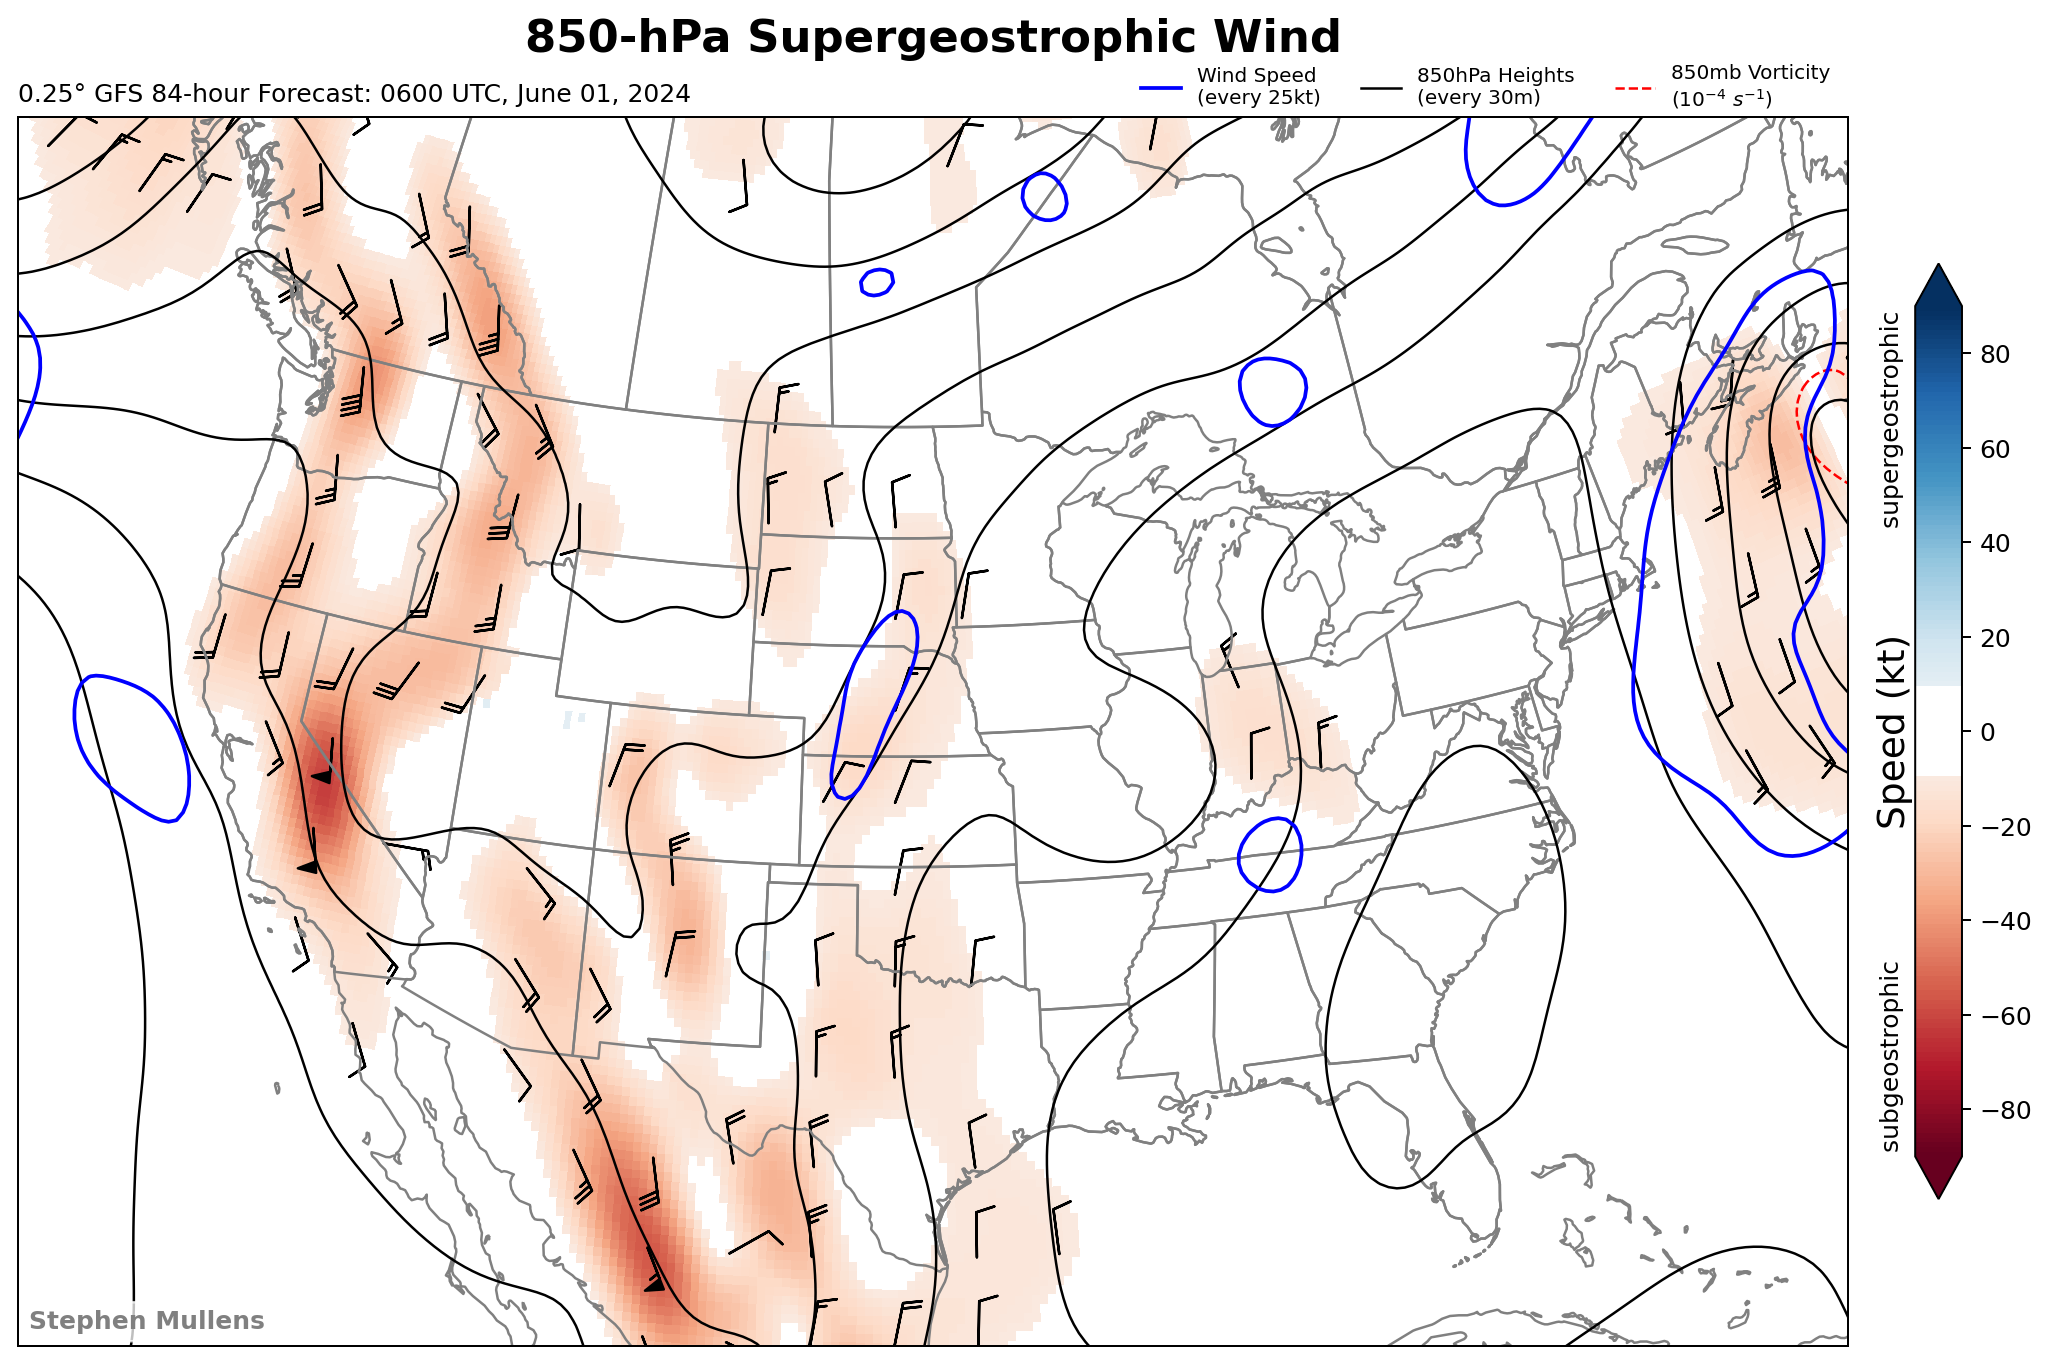 850-hPa Supergeostrophic Wind
0.25° GFS 84-hour Forecast: 0600 UTC, June 01, 2024
Wind Speed
(every 25kt)
850hPa Heights
(every 30m)
850mb Vorticity
(10⁻⁴ s⁻¹)
supergeostrophic
Speed (kt)
subgeostrophic
80
60
40
20
0
−20
−40
−60
−80
Stephen Mullens